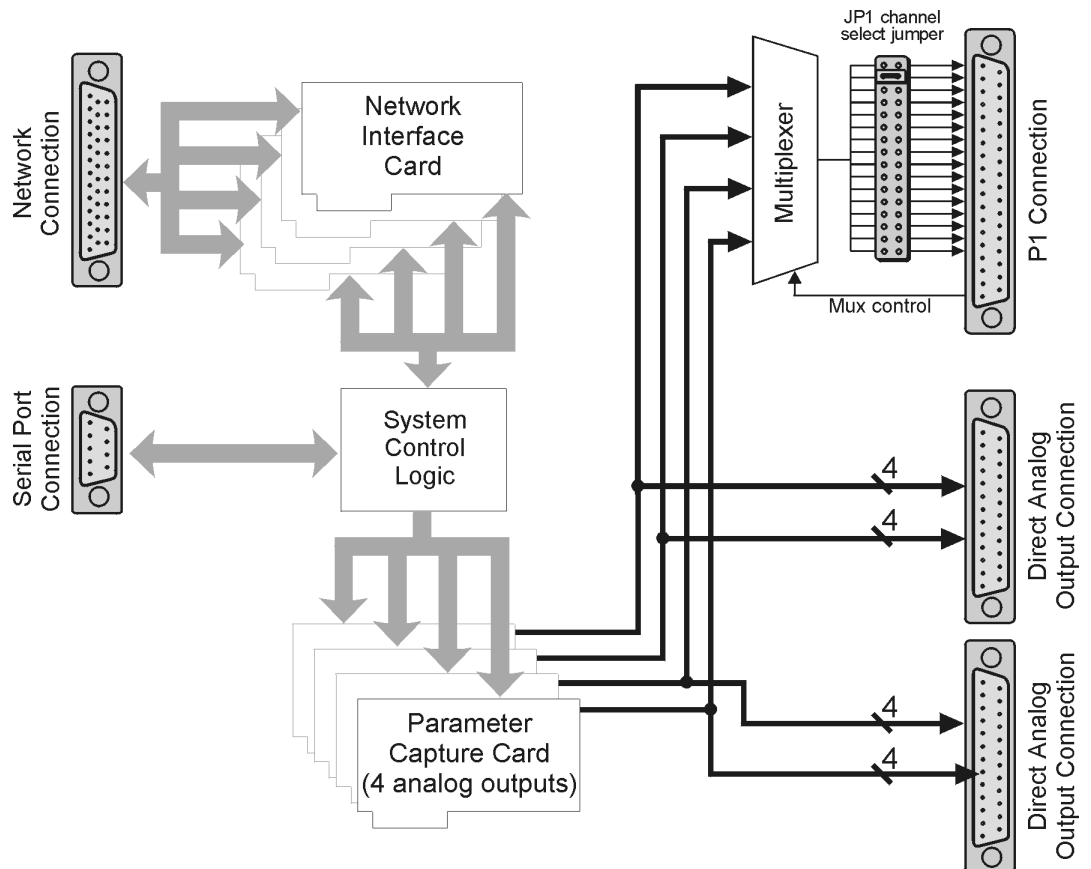 JP1 channel
select jumper
Network
Connection
Network
Interface
Card
Multiplexer
P1 Connection
Mux control
Serial Port
Connection
System
Control
Logic
4
4
Direct Analog
Output Connection
Parameter
Capture Card
(4 analog outputs)
4
4
Direct Analog
Output Connection